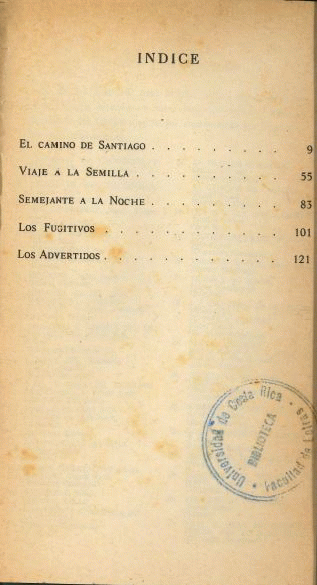 INDICE
EL CAMINO DE SANTIAGO . . . . . . . . . 9
VIAJE A LA SEMILLA . . . . . . . . . . 55
SEMEJANTE A LA NOCHE . . . . . . . . . 83
LOS FUGITIVOS . . . . . . . . . . . . 101
LOS ADVERTIDOS . . . . . . . . . . . . 121
Universidad de Costa Rica
BIBLIOTECA
Facultad de Letras